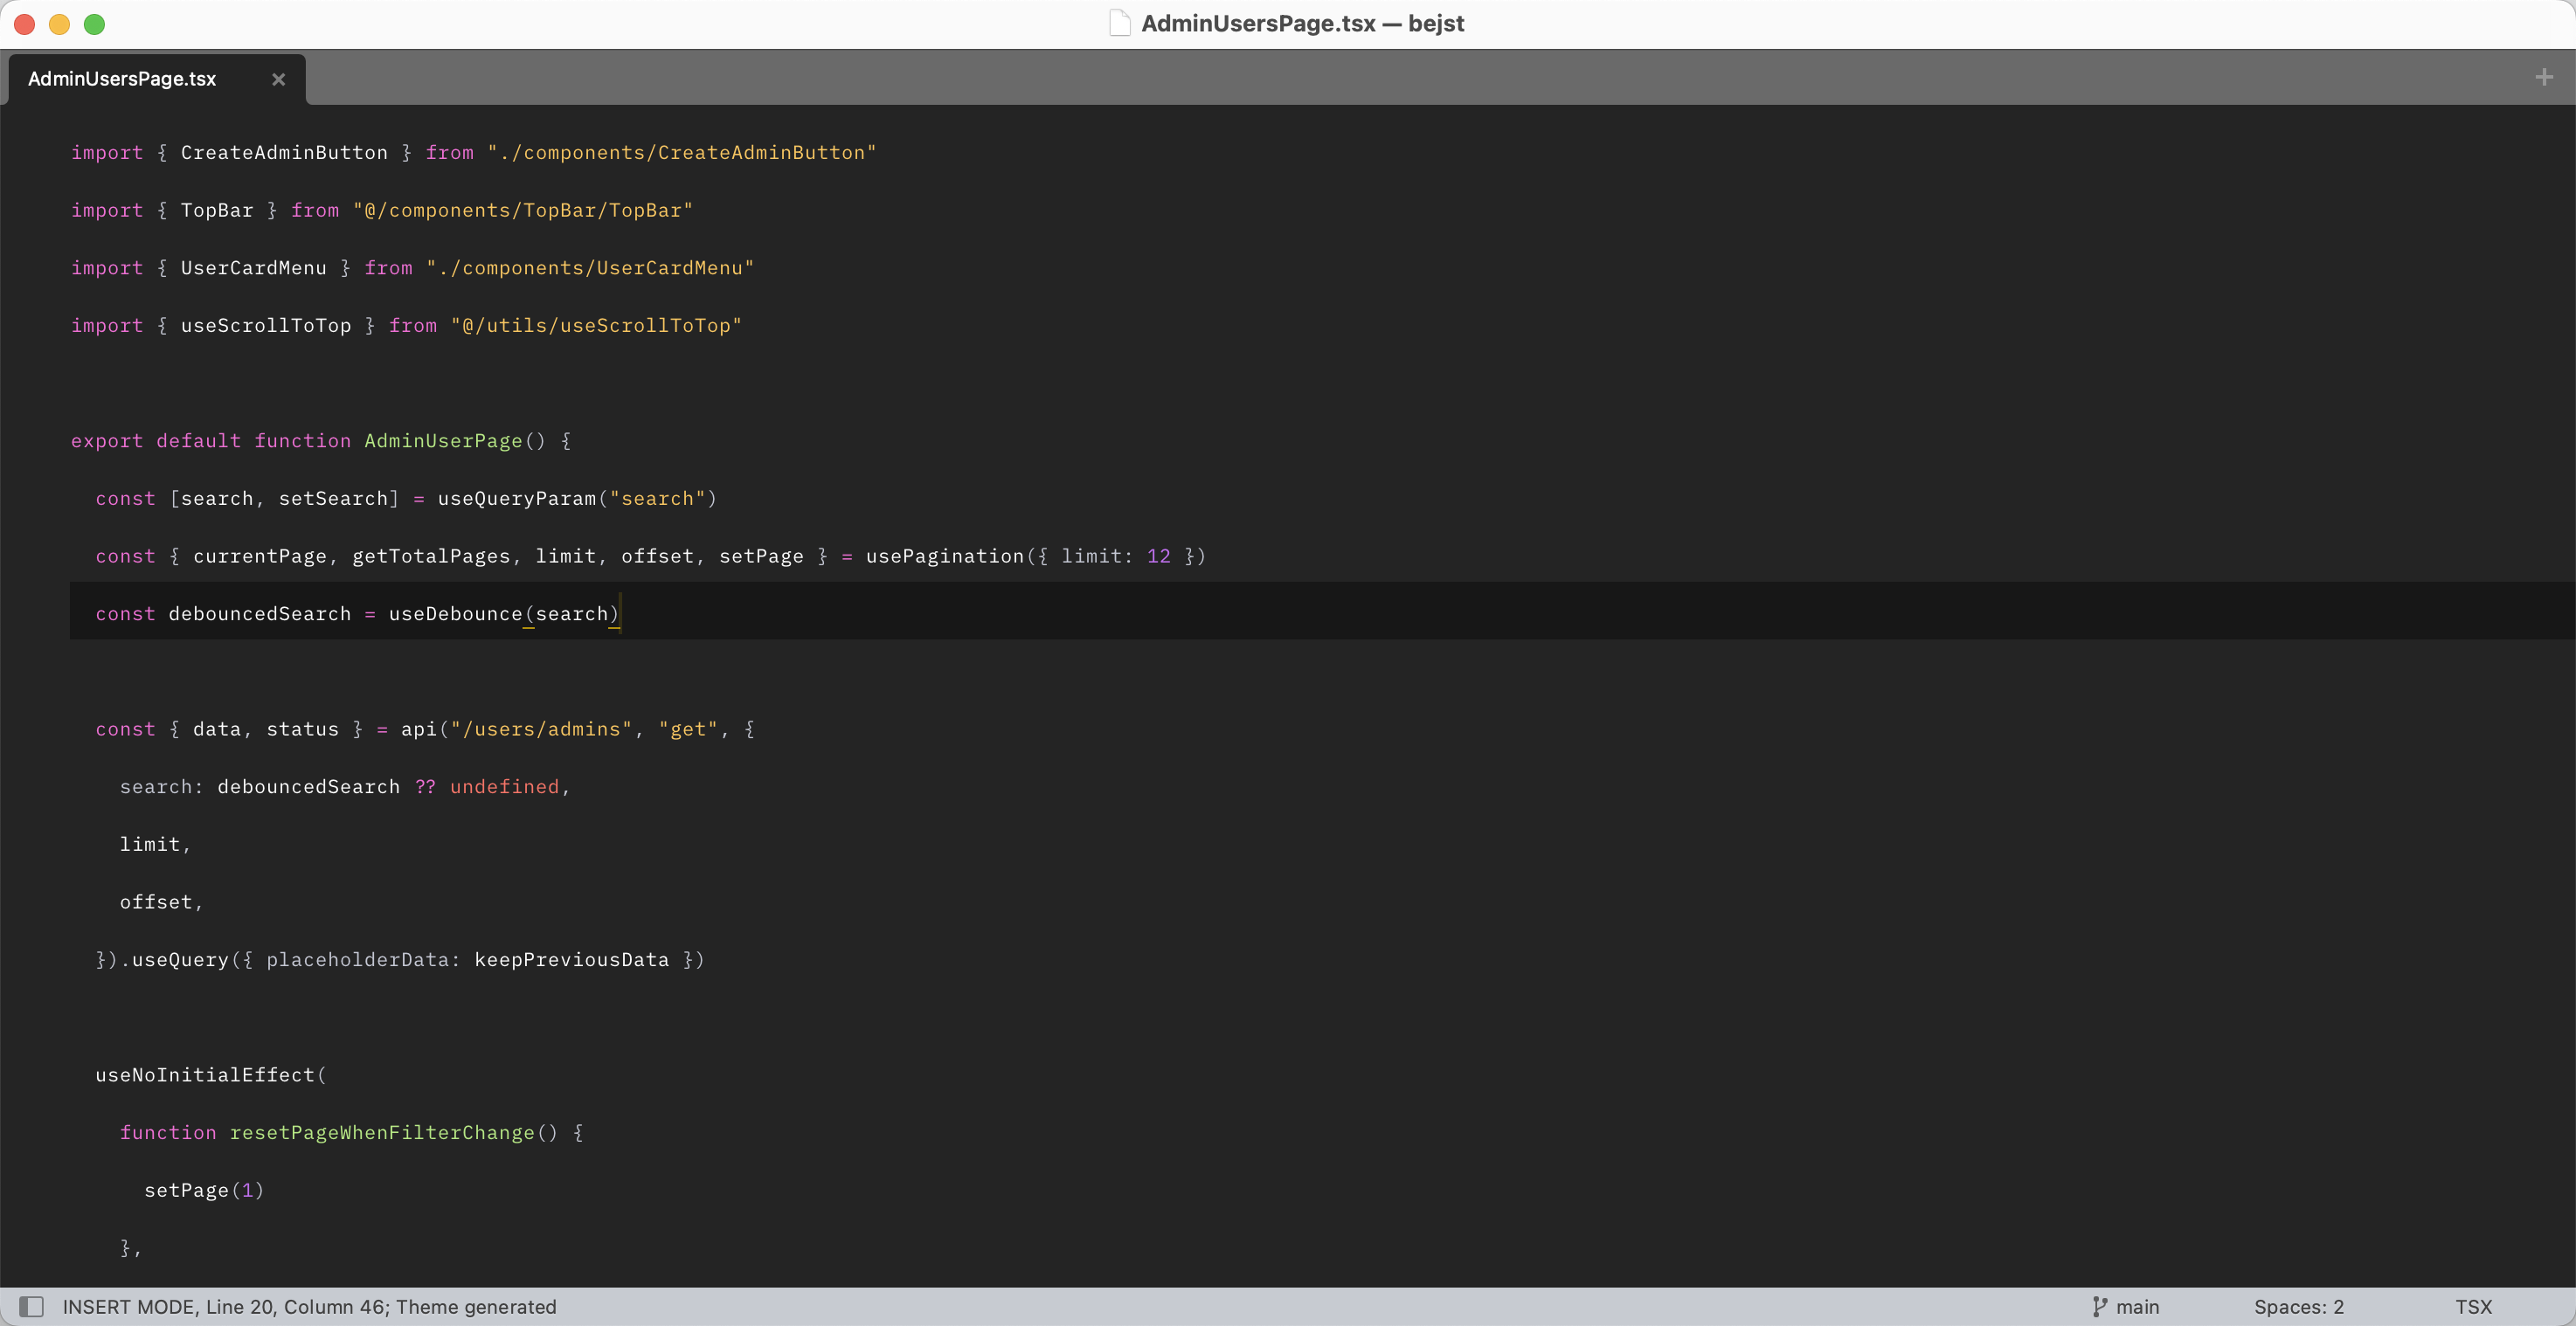 AdminUsersPage.tsx — bejst
AdminUsersPage.tsx
import { CreateAdminButton } from "./components/CreateAdminButton"
import { TopBar } from "@/components/TopBar/TopBar"
import { UserCardMenu } from "./components/UserCardMenu"
import { useScrollToTop } from "@/utils/useScrollToTop"
export default function AdminUserPage() {
const [search, setSearch] = useQueryParam("search")
const { currentPage, getTotalPages, limit, offset, setPage } = usePagination({ limit: 12 })
const debouncedSearch = useDebounce(search)
const { data, status } = api("/users/admins", "get", {
search: debouncedSearch ?? undefined,
limit,
offset,
}).useQuery({ placeholderData: keepPreviousData })
useNoInitialEffect(
function resetPageWhenFilterChange() {
setPage(1)
},
INSERT MODE, Line 20, Column 46; Theme generated
main
Spaces: 2
TSX